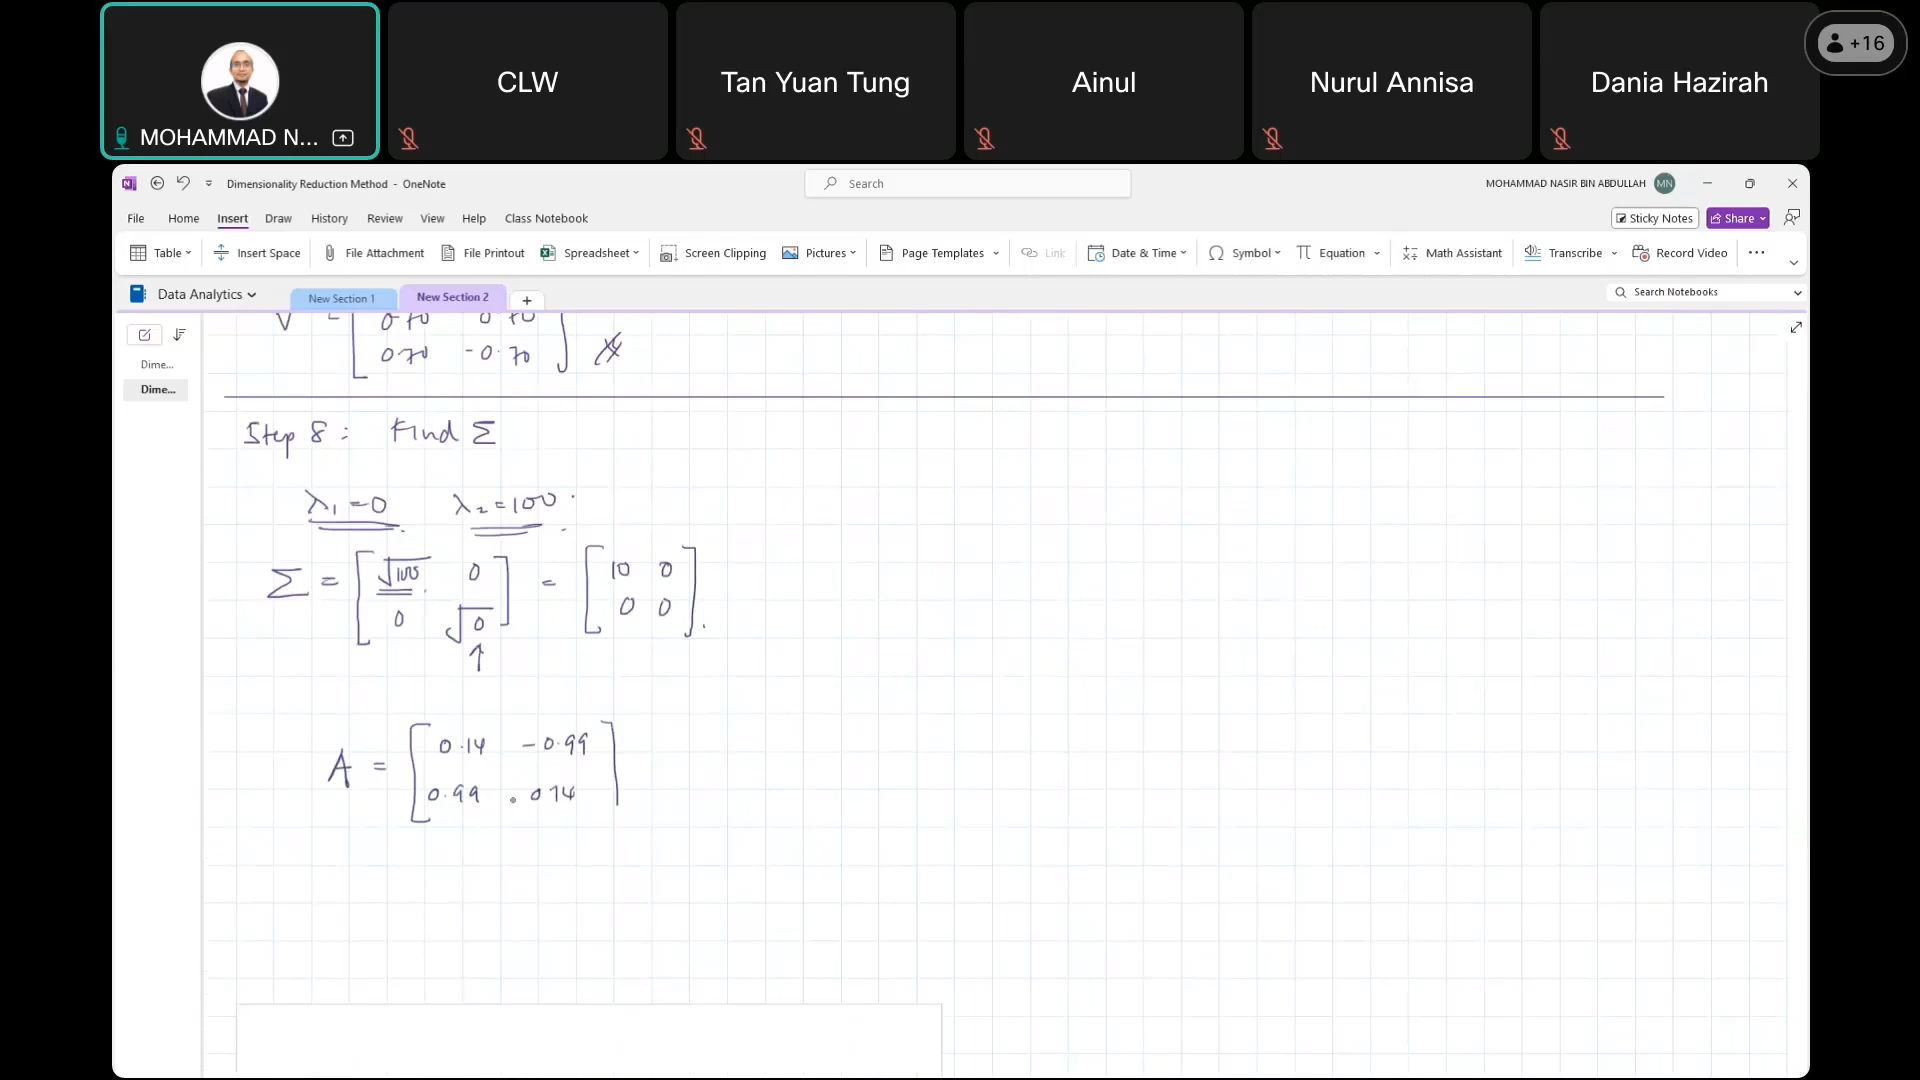 CLW
Tan Yuan Tung
Ainul
Nurul Annisa
Dania Hazirah
+16
MOHAMMAD N...
Dimensionality Reduction Method - OneNote
Search
MOHAMMAD NASIR BIN ABDULLAH MN
File Home Insert Draw History Review View Help Class Notebook
Sticky Notes Share
Table Insert Space File Attachment File Printout Spreadsheet Screen Clipping Pictures Page Templates Link Date & Time Symbol Equation Math Assistant Transcribe Record Video ...
Data Analytics New Section 1 New Section 2 +
Search Notebooks
Dime...
Dime...
V = [ 0.70 0.70
0.70 -0.70 ]
Step 8 : Find Σ
λ₁ = 0 λ₂ = 100
Σ = [ √100 0 = [ 10 0
0 √0 ] 0 0 ]
↑
A = [ 0.14 -0.99
0.99 . 014